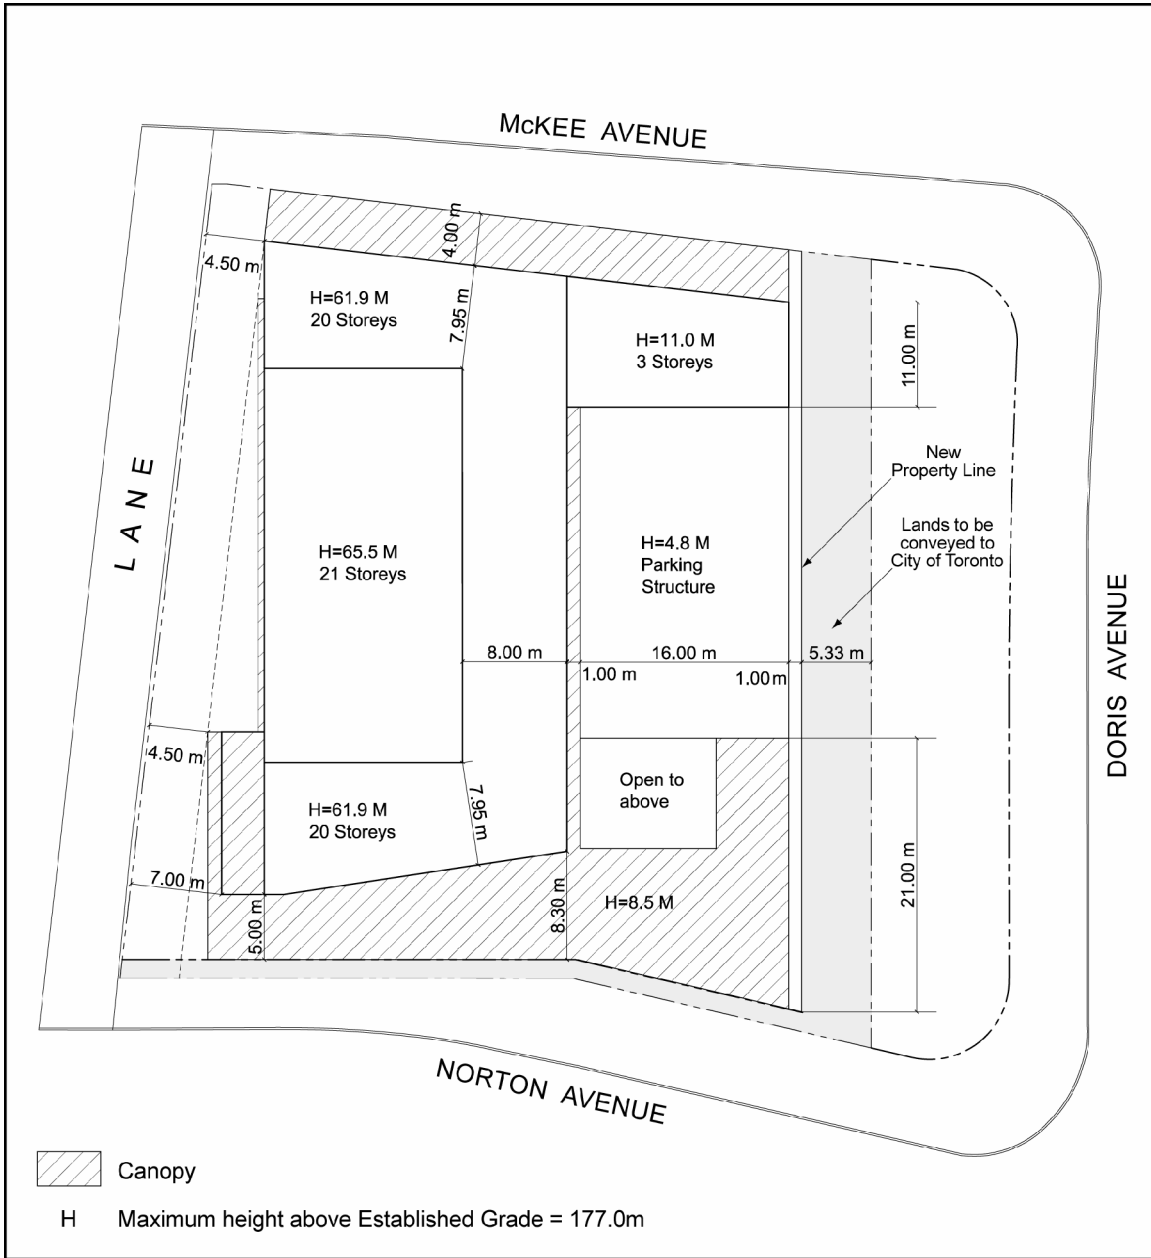 McKEE AVENUE
4.00 m
4.50 m
H=61.9 M
20 Storeys
7.95 m
H=11.0 M
3 Storeys
11.00 m
New
Property Line
LANE
Lands to be
conveyed to
City of Toronto
H=65.5 M
21 Storeys
H=4.8 M
Parking
Structure
DORIS AVENUE
8.00 m
16.00 m
5.33 m
1.00 m
1.00m
4.50 m
H=61.9 M
20 Storeys
7.95 m
Open to
above
7.00 m
5.00 m
8.30 m
H=8.5 M
21.00 m
NORTON AVENUE
Canopy
H Maximum height above Established Grade = 177.0m